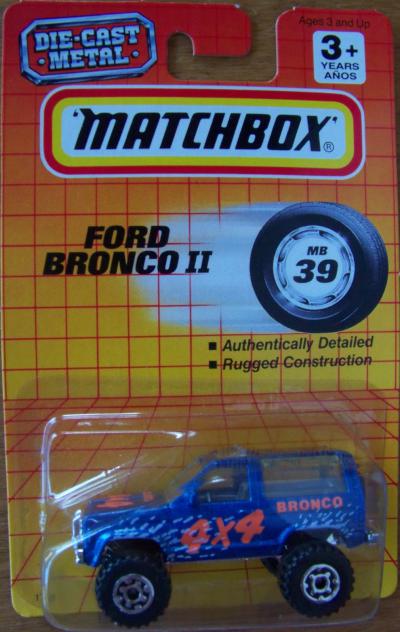 DIE-CAST
METAL
Ages 3 and Up
3+
YEARS
AÑOS
"MATCHBOX"®
FORD
BRONCO II
MB
39
■ Authentically Detailed
■ Rugged Construction
BRONCO
4x4